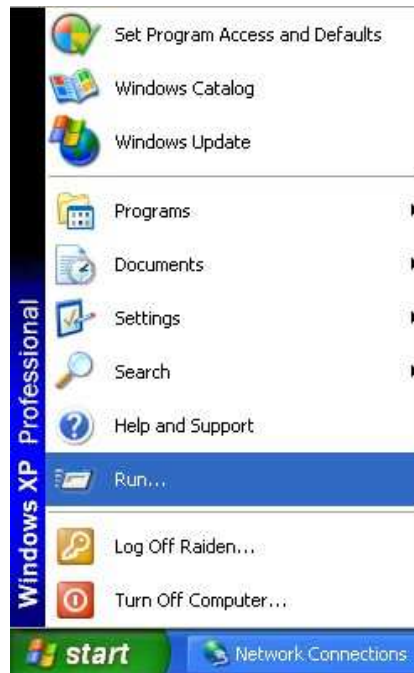 Set Program Access and Defaults
Windows Catalog
Windows Update
Programs
Documents
Settings
Search
Help and Support
Run...
Log Off Raiden...
Turn Off Computer...
Windows XP Professional
start
Network Connections